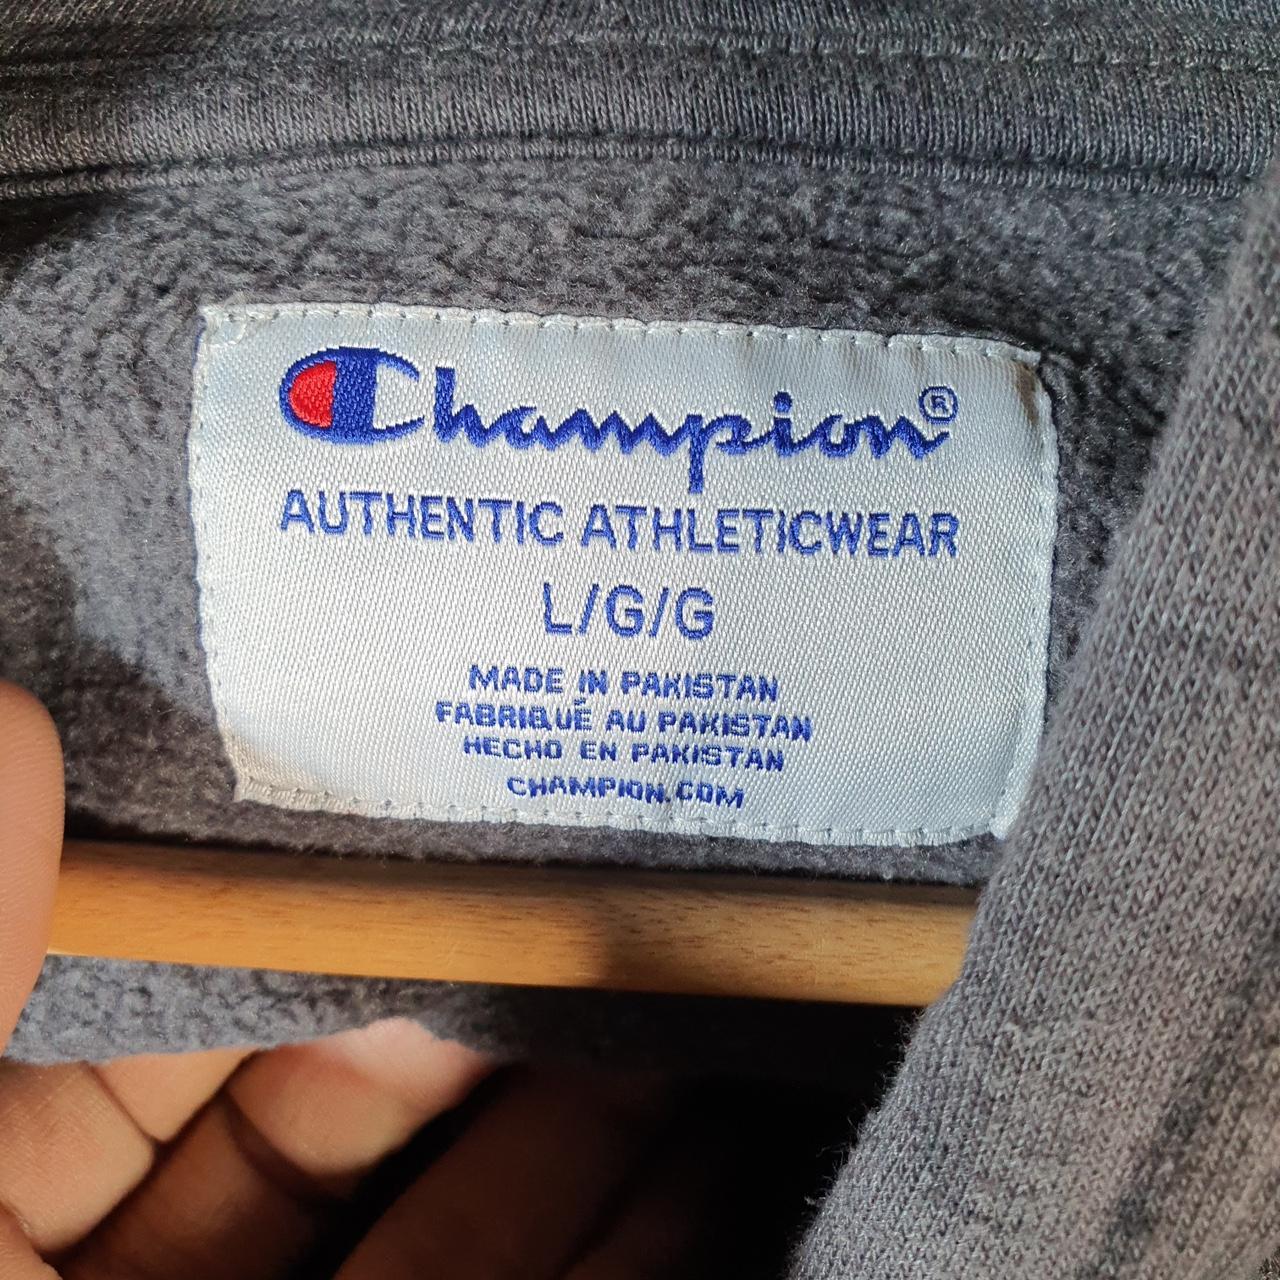 Champion®
AUTHENTIC ATHLETICWEAR
L/G/G
MADE IN PAKISTAN
FABRIQUÉ AU PAKISTAN
HECHO EN PAKISTAN
CHAMPION.COM